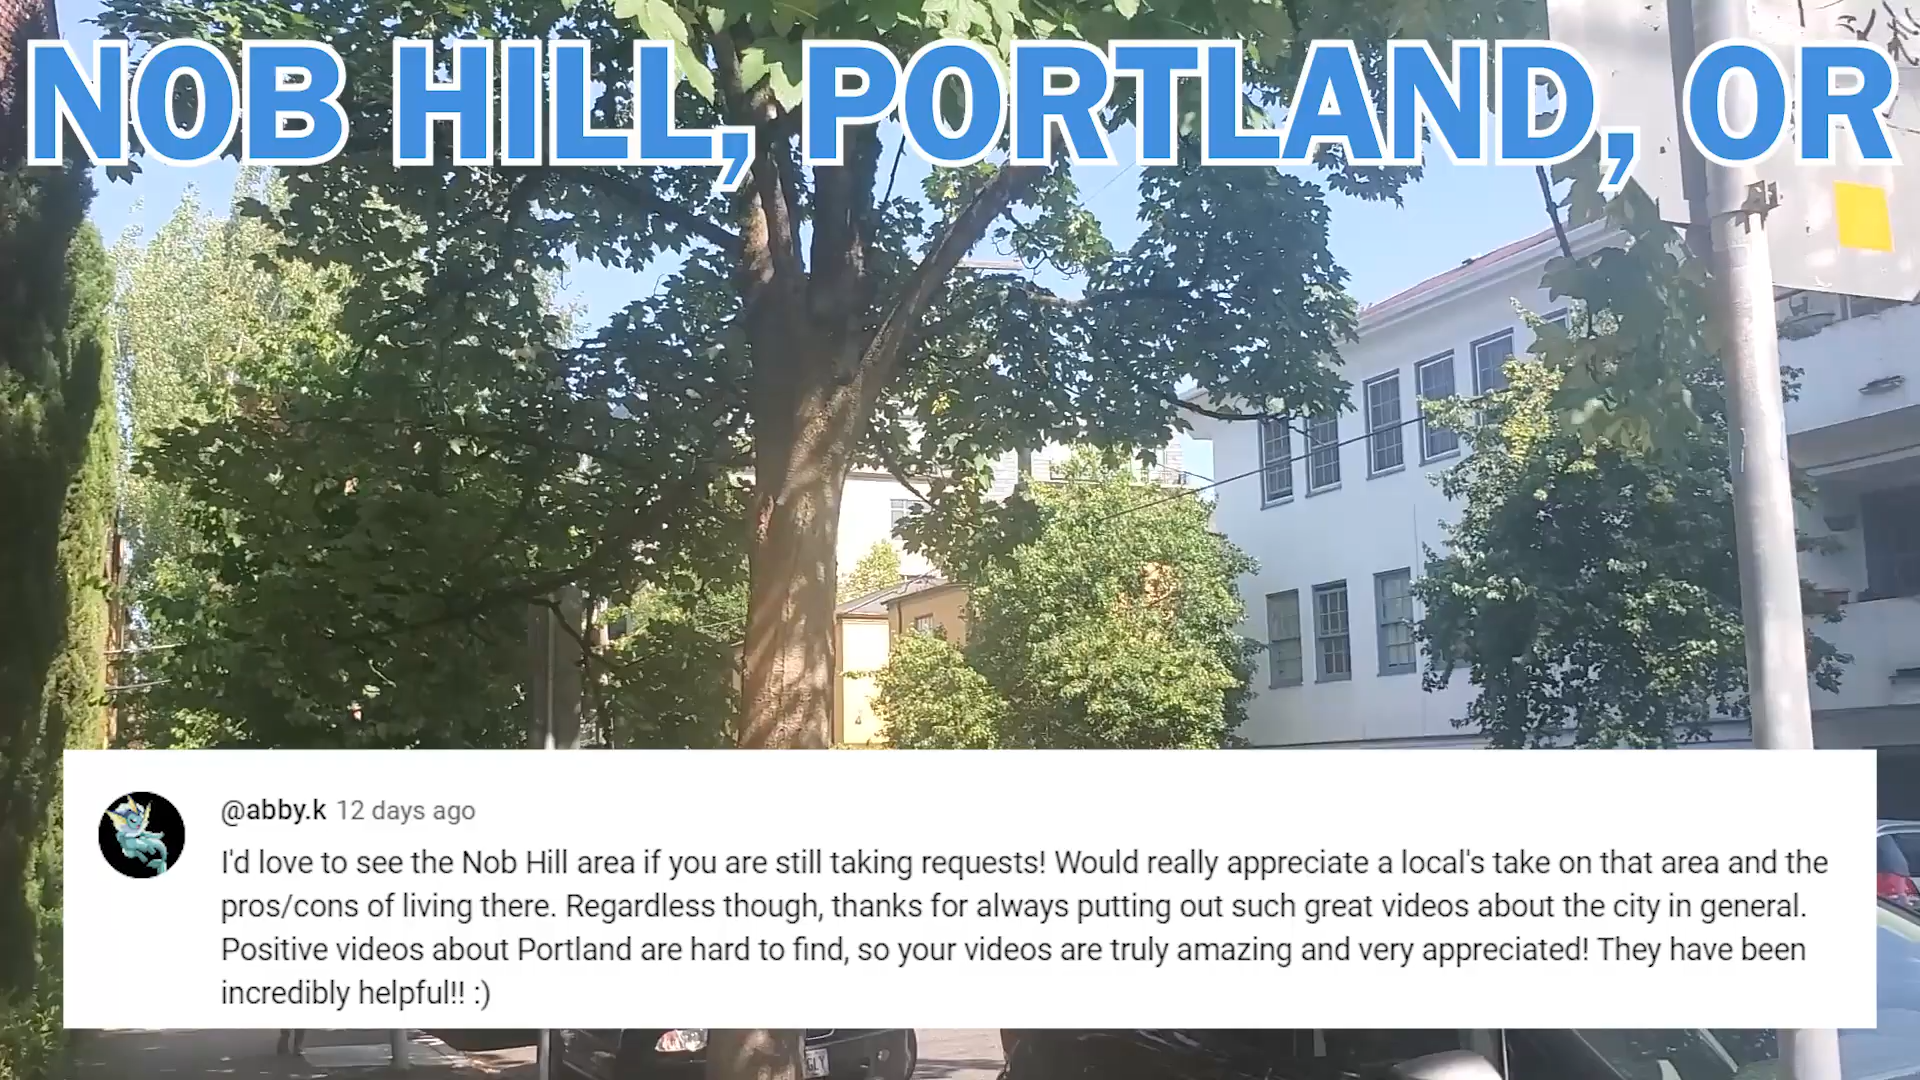 NOB HILL, PORTLAND, OR
@abby.k 12 days ago
I'd love to see the Nob Hill area if you are still taking requests! Would really appreciate a local's take on that area and the
pros/cons of living there. Regardless though, thanks for always putting out such great videos about the city in general.
Positive videos about Portland are hard to find, so your videos are truly amazing and very appreciated! They have been
incredibly helpful!! :)